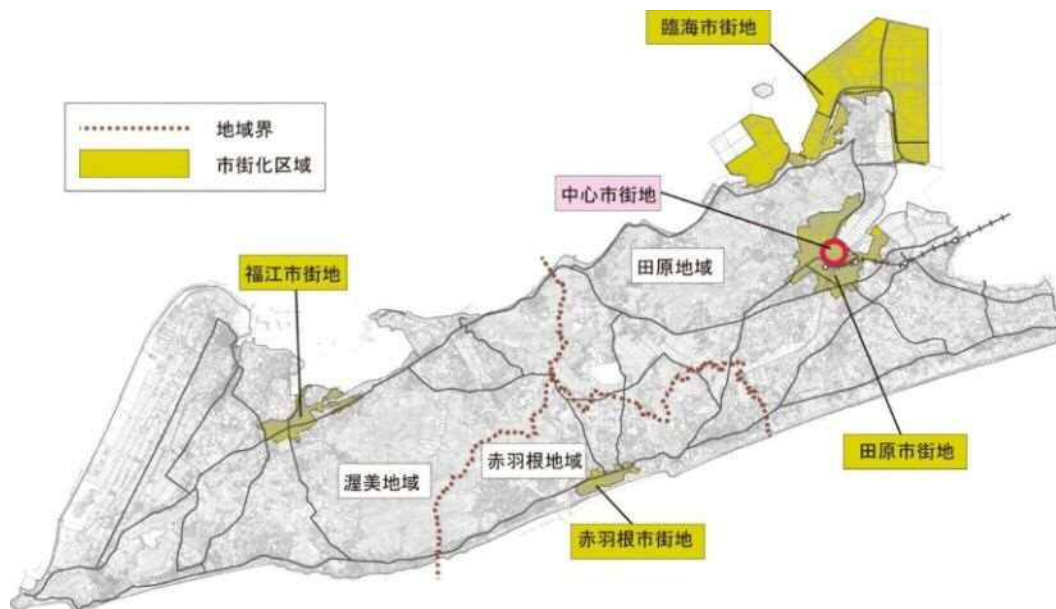 臨海市街地
地域界
市街化区域
中心市街地
田原地域
福江市街地
赤羽根地域
渥美地域
田原市街地
赤羽根市街地